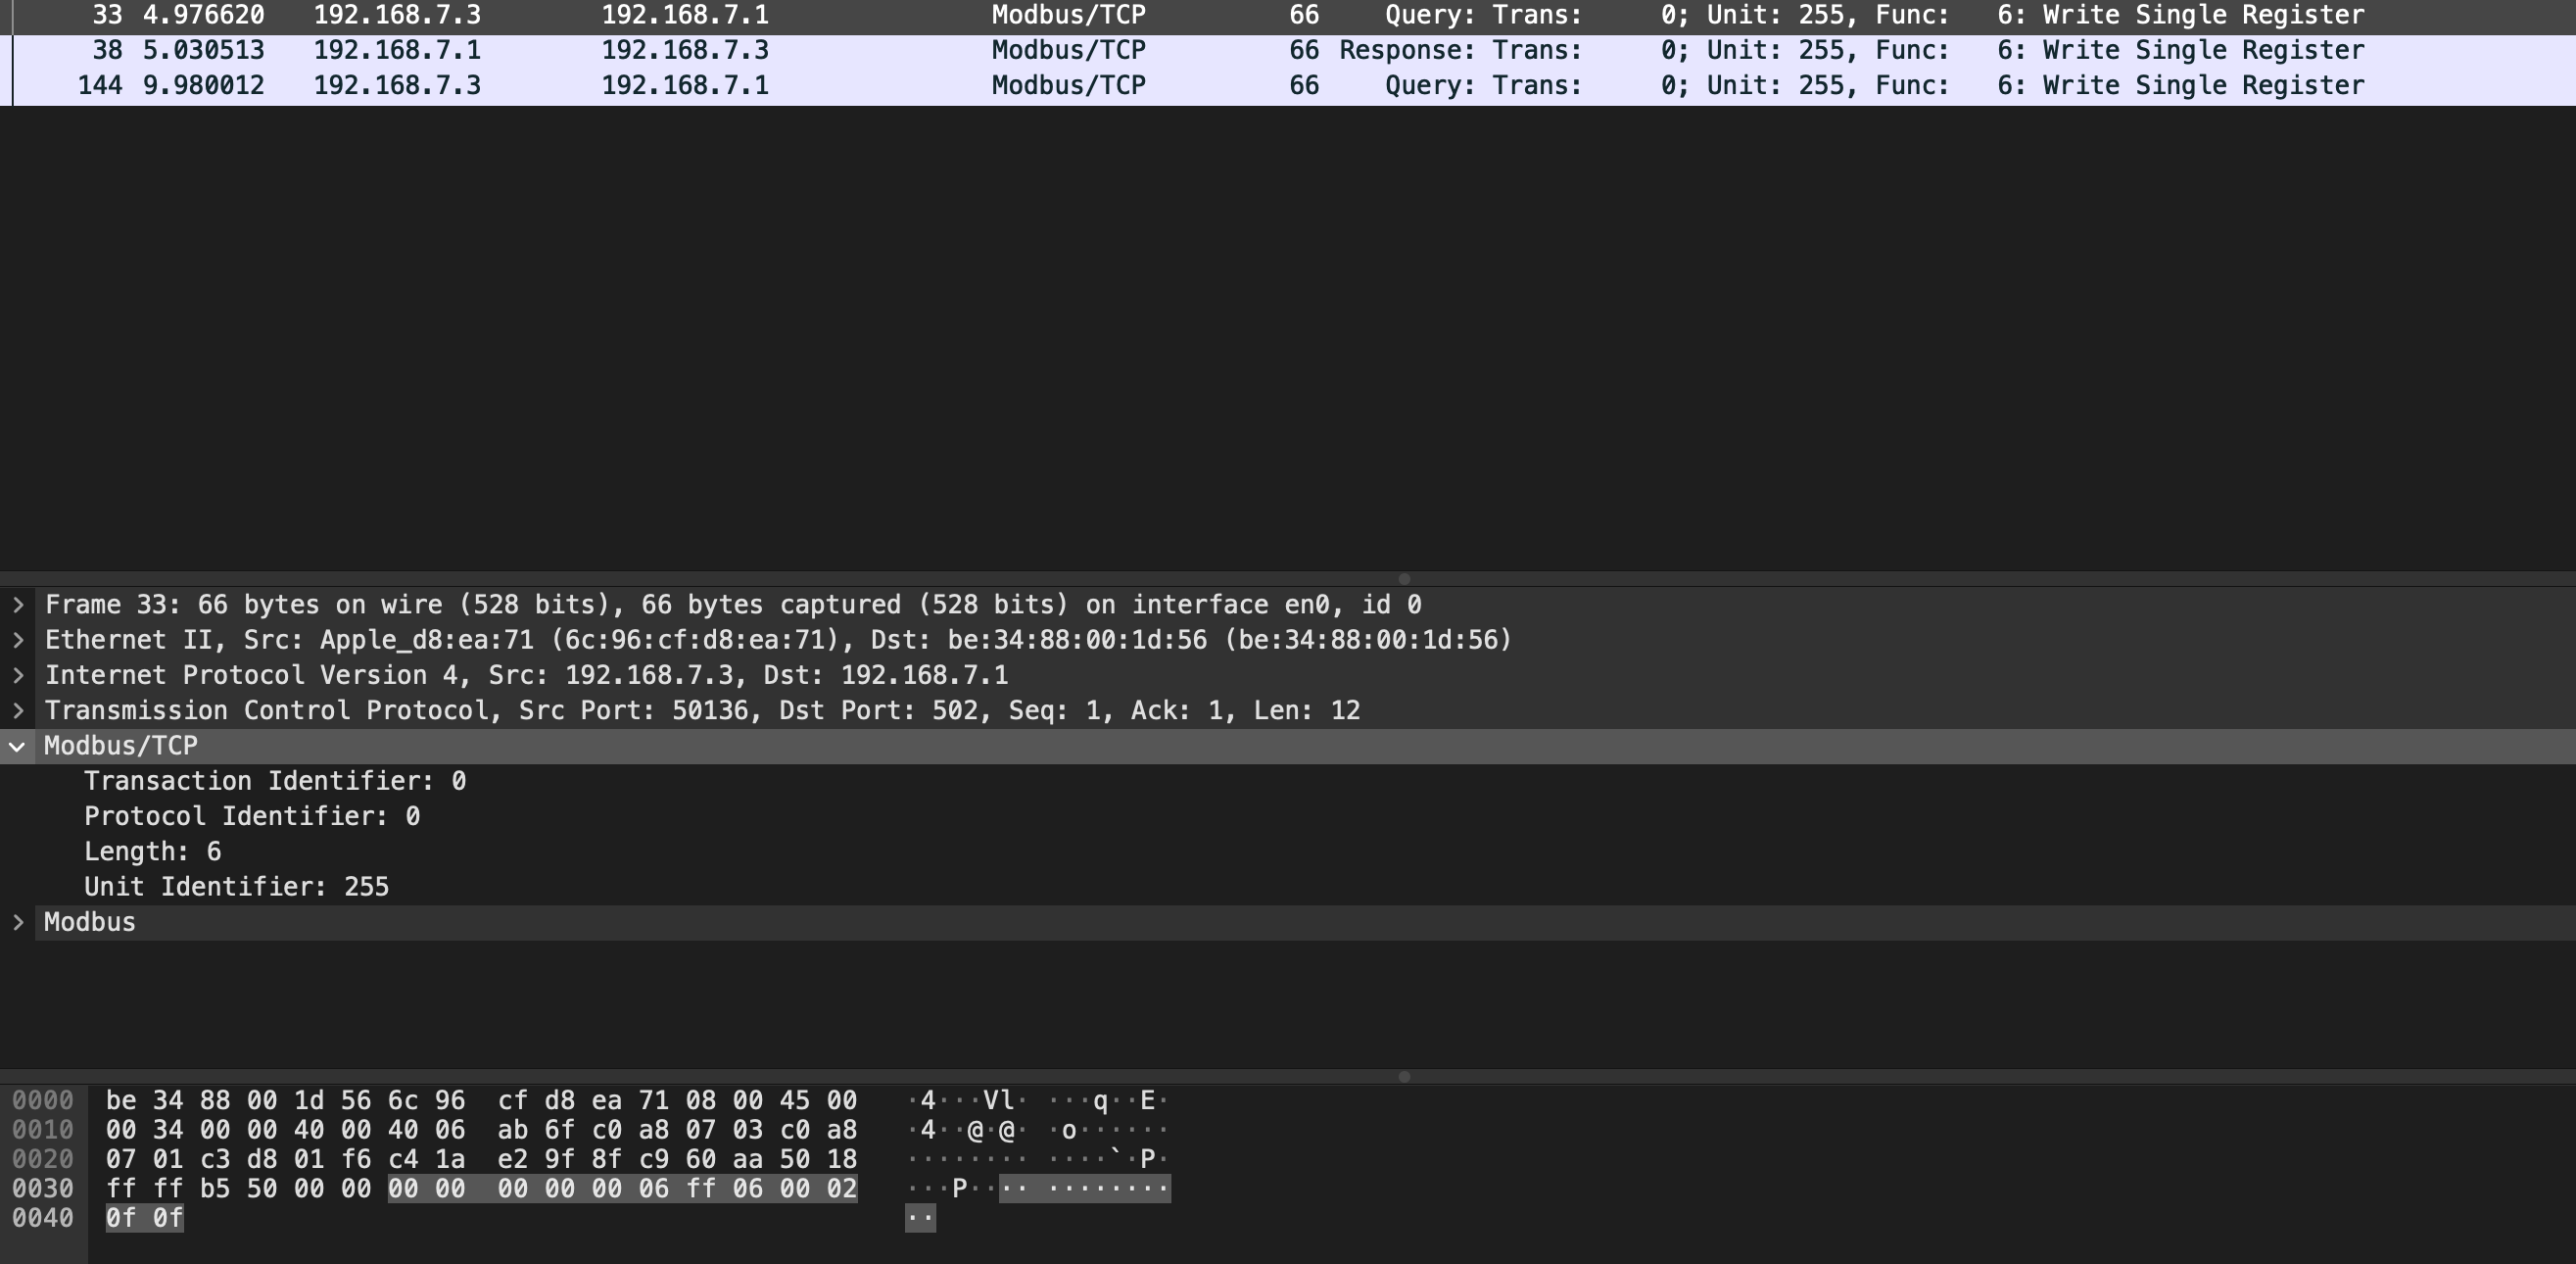 33 4.976620 192.168.7.3 192.168.7.1 Modbus/TCP 66 Query: Trans: 0; Unit: 255, Func: 6: Write Single Register
38 5.030513 192.168.7.1 192.168.7.3 Modbus/TCP 66 Response: Trans: 0; Unit: 255, Func: 6: Write Single Register
144 9.980012 192.168.7.3 192.168.7.1 Modbus/TCP 66 Query: Trans: 0; Unit: 255, Func: 6: Write Single Register
Frame 33: 66 bytes on wire (528 bits), 66 bytes captured (528 bits) on interface en0, id 0
Ethernet II, Src: Apple_d8:ea:71 (6c:96:cf:d8:ea:71), Dst: be:34:88:00:1d:56 (be:34:88:00:1d:56)
Internet Protocol Version 4, Src: 192.168.7.3, Dst: 192.168.7.1
Transmission Control Protocol, Src Port: 50136, Dst Port: 502, Seq: 1, Ack: 1, Len: 12
Modbus/TCP
Transaction Identifier: 0
Protocol Identifier: 0
Length: 6
Unit Identifier: 255
Modbus
0000 be 34 88 00 1d 56 6c 96 cf d8 ea 71 08 00 45 00 ·4···Vl· ···q··E·
0010 00 34 00 00 40 00 40 06 ab 6f c0 a8 07 03 c0 a8 ·4··@·@· ·o······
0020 07 01 c3 d8 01 f6 c4 1a e2 9f 8f c9 60 aa 50 18 ········ ····`·P·
0030 ff ff b5 50 00 00 00 00 00 00 00 06 ff 06 00 02 ···P···· ········
0040 0f 0f ··